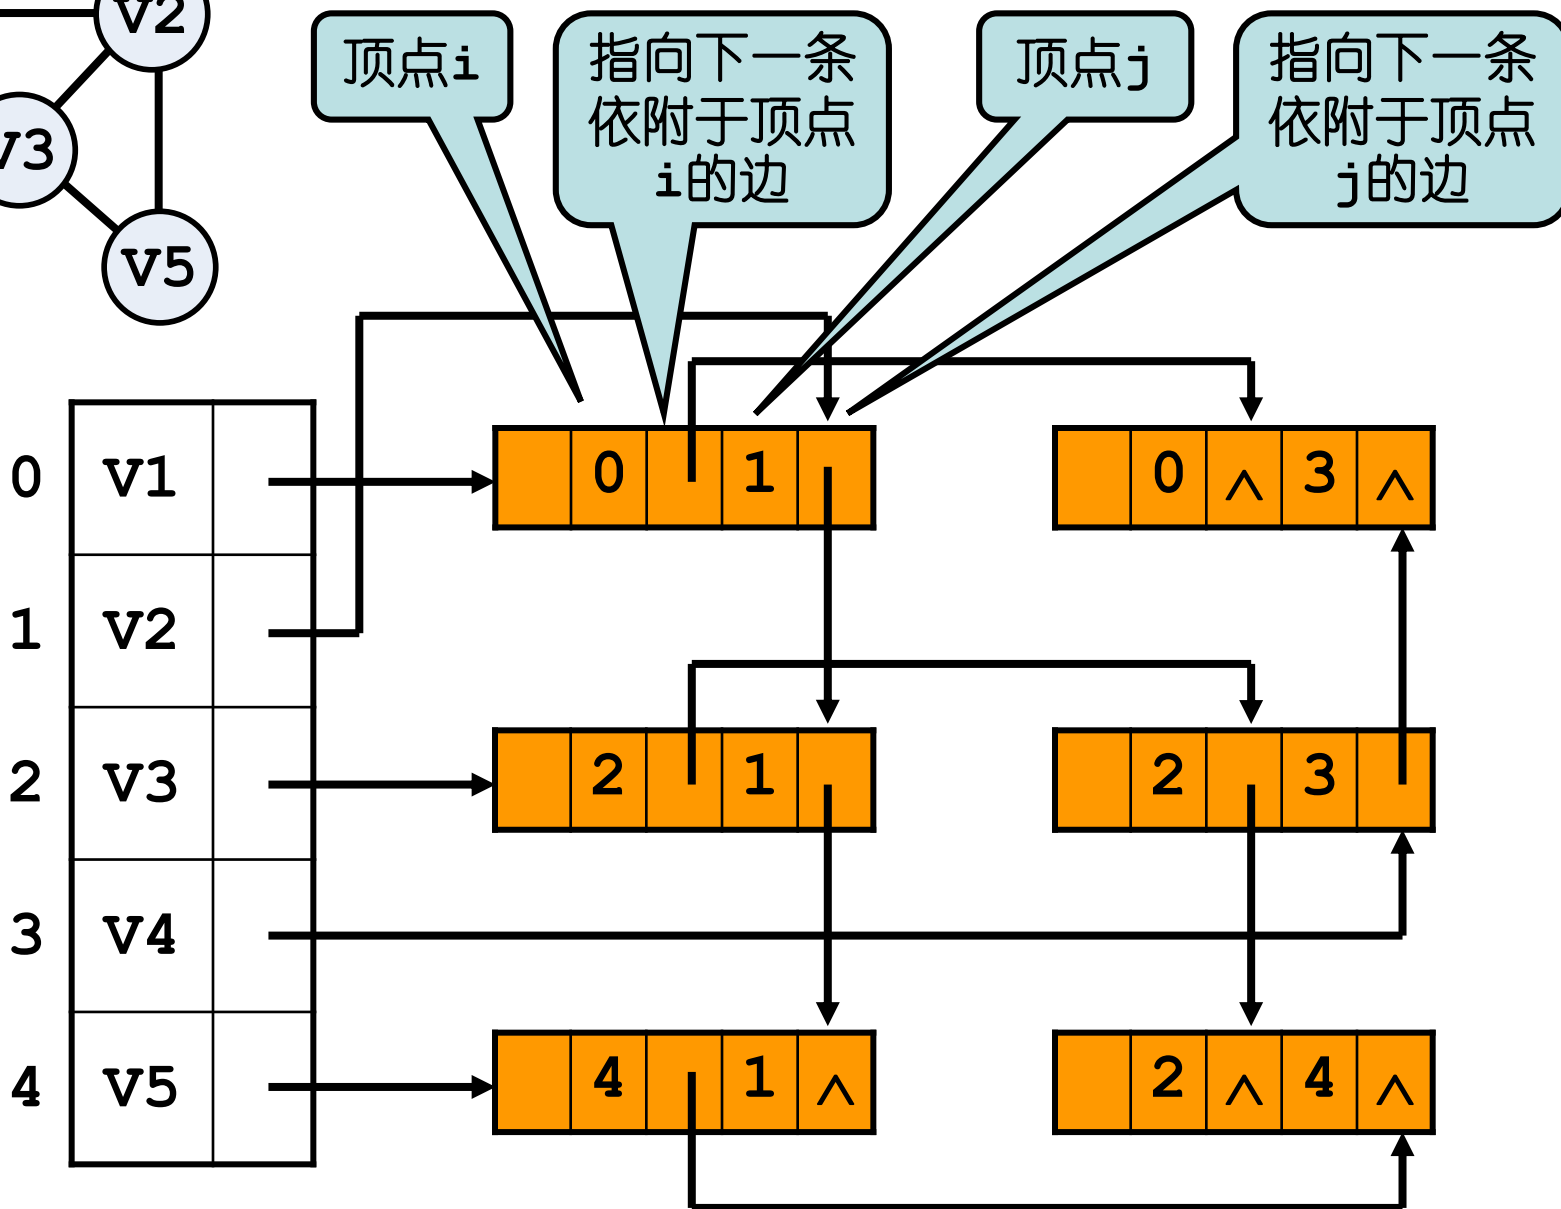 v2
v3
v5
顶点i
指向下一条
依附于顶点
i的边
顶点j
指向下一条
依附于顶点
j的边
0 v1 0 1 0 ^ 3 ^
1 v2
2 v3 2 1 2 3
3 v4
4 v5 4 1 ^ 2 ^ 4 ^